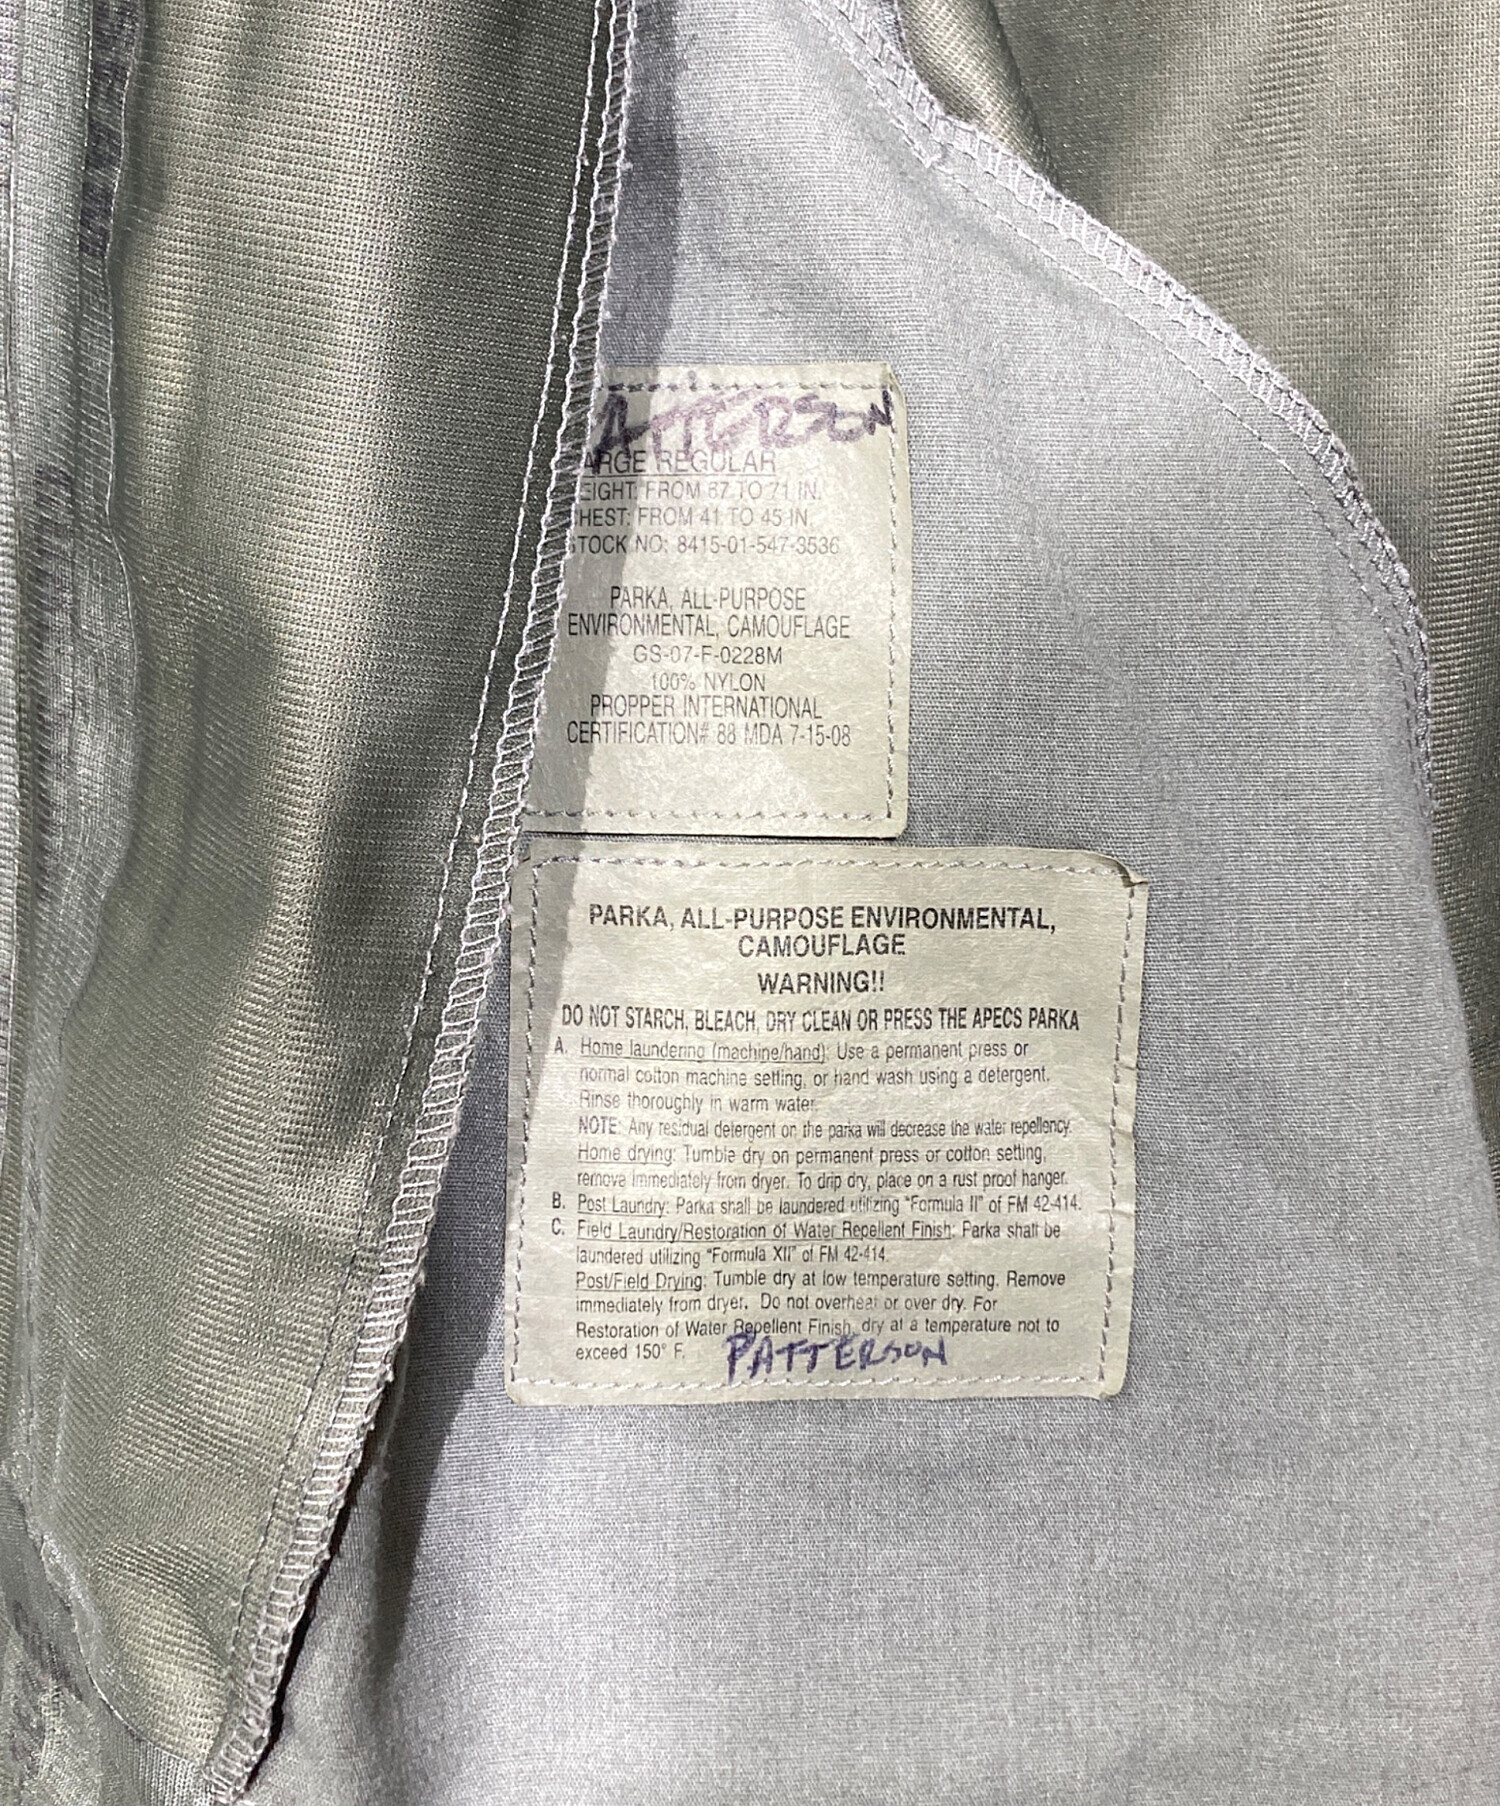 ATTERSON
ARGE REGULAR
EIGHT: FROM 67 TO 71 IN.
HEST: FROM 41 TO 45 IN.
STOCK NO: 8415-01-547-3536
PARKA, ALL-PURPOSE
ENVIRONMENTAL, CAMOUFLAGE
GS-07-F-0228M
100% NYLON
PROPPER INTERNATIONAL
CERTIFICATION# 88 MDA 7-15-08
PARKA, ALL-PURPOSE ENVIRONMENTAL,
CAMOUFLAGE
WARNING!!
DO NOT STARCH, BLEACH, DRY CLEAN OR PRESS THE APECS PARKA
A. Home laundering (machine/hand): Use a permanent press or
normal cotton machine setting, or hand wash using a detergent.
Rinse thoroughly in warm water.
NOTE: Any residual detergent on the parka will decrease the water repellency.
Home drying: Tumble dry on permanent press or cotton setting,
remove immediately from dryer. To drip dry, place on a rust proof hanger.
B. Post Laundry: Parka shall be laundered utilizing "Formula II" of FM 42-414.
C. Field Laundry/Restoration of Water Repellent Finish: Parka shall be
laundered utilizing "Formula XII" of FM 42-414.
Post/Field Drying: Tumble dry at low temperature setting. Remove
immediately from dryer. Do not overheat or over dry. For
Restoration of Water Repellent Finish, dry at a temperature not to
exceed 150° F. PATTERSON